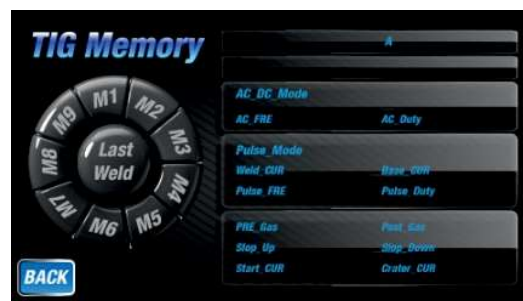 TIG Memory
A
M1
M2
M3
M4
M5
M6
M7
M8
M9
Last
Weld
AC_DC_Mode
AC_FRE AC_Duty
Pulse_Mode
Weld_CUR Base_CUR
Pulse_FRE Pulse_Duty
PRE_Gas Post_Gas
Slop_Up Slop_Down
Start_CUR Crater_CUR
BACK